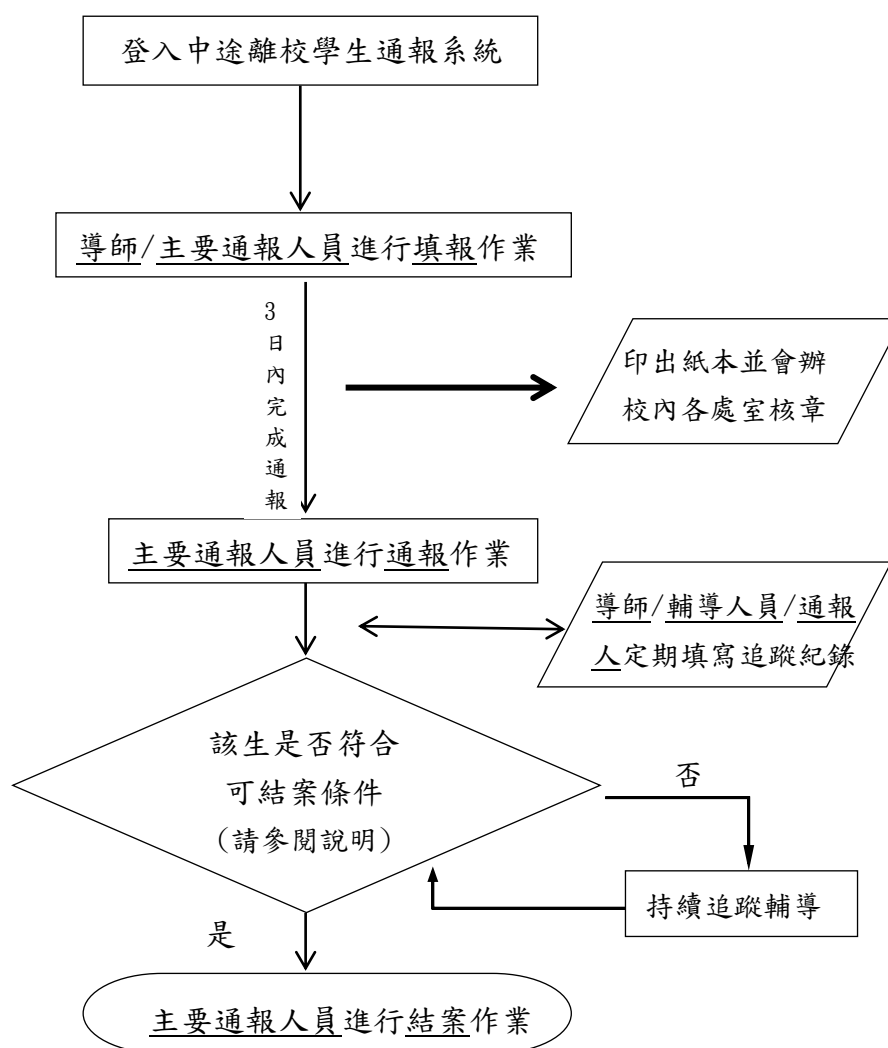 登入中途離校學生通報系統
導師/主要通報人員進行填報作業
3
日
內
完
成
通
報
印出紙本並會辦
校內各處室核章
主要通報人員進行通報作業
導師/輔導人員/通報
人定期填寫追蹤紀錄
該生是否符合
可結案條件
(請參閱說明)
否
持續追蹤輔導
是
主要通報人員進行結案作業